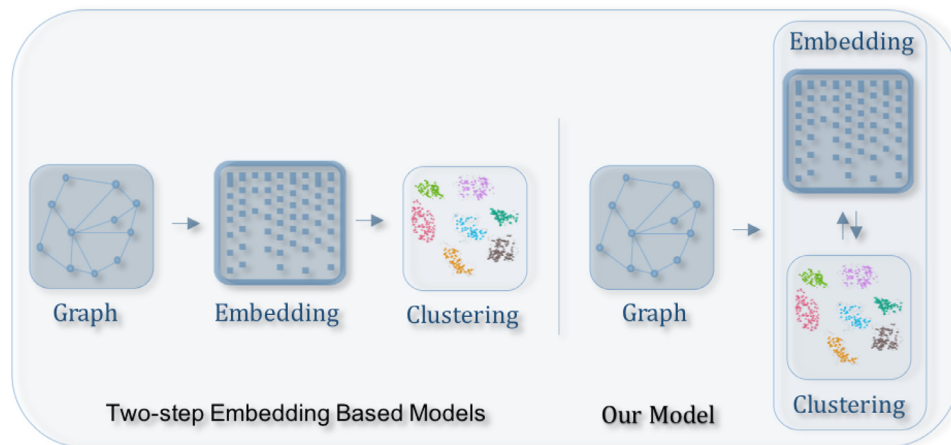 Embedding
Graph
Embedding
Clustering
Graph
Clustering
Two-step Embedding Based Models
Our Model